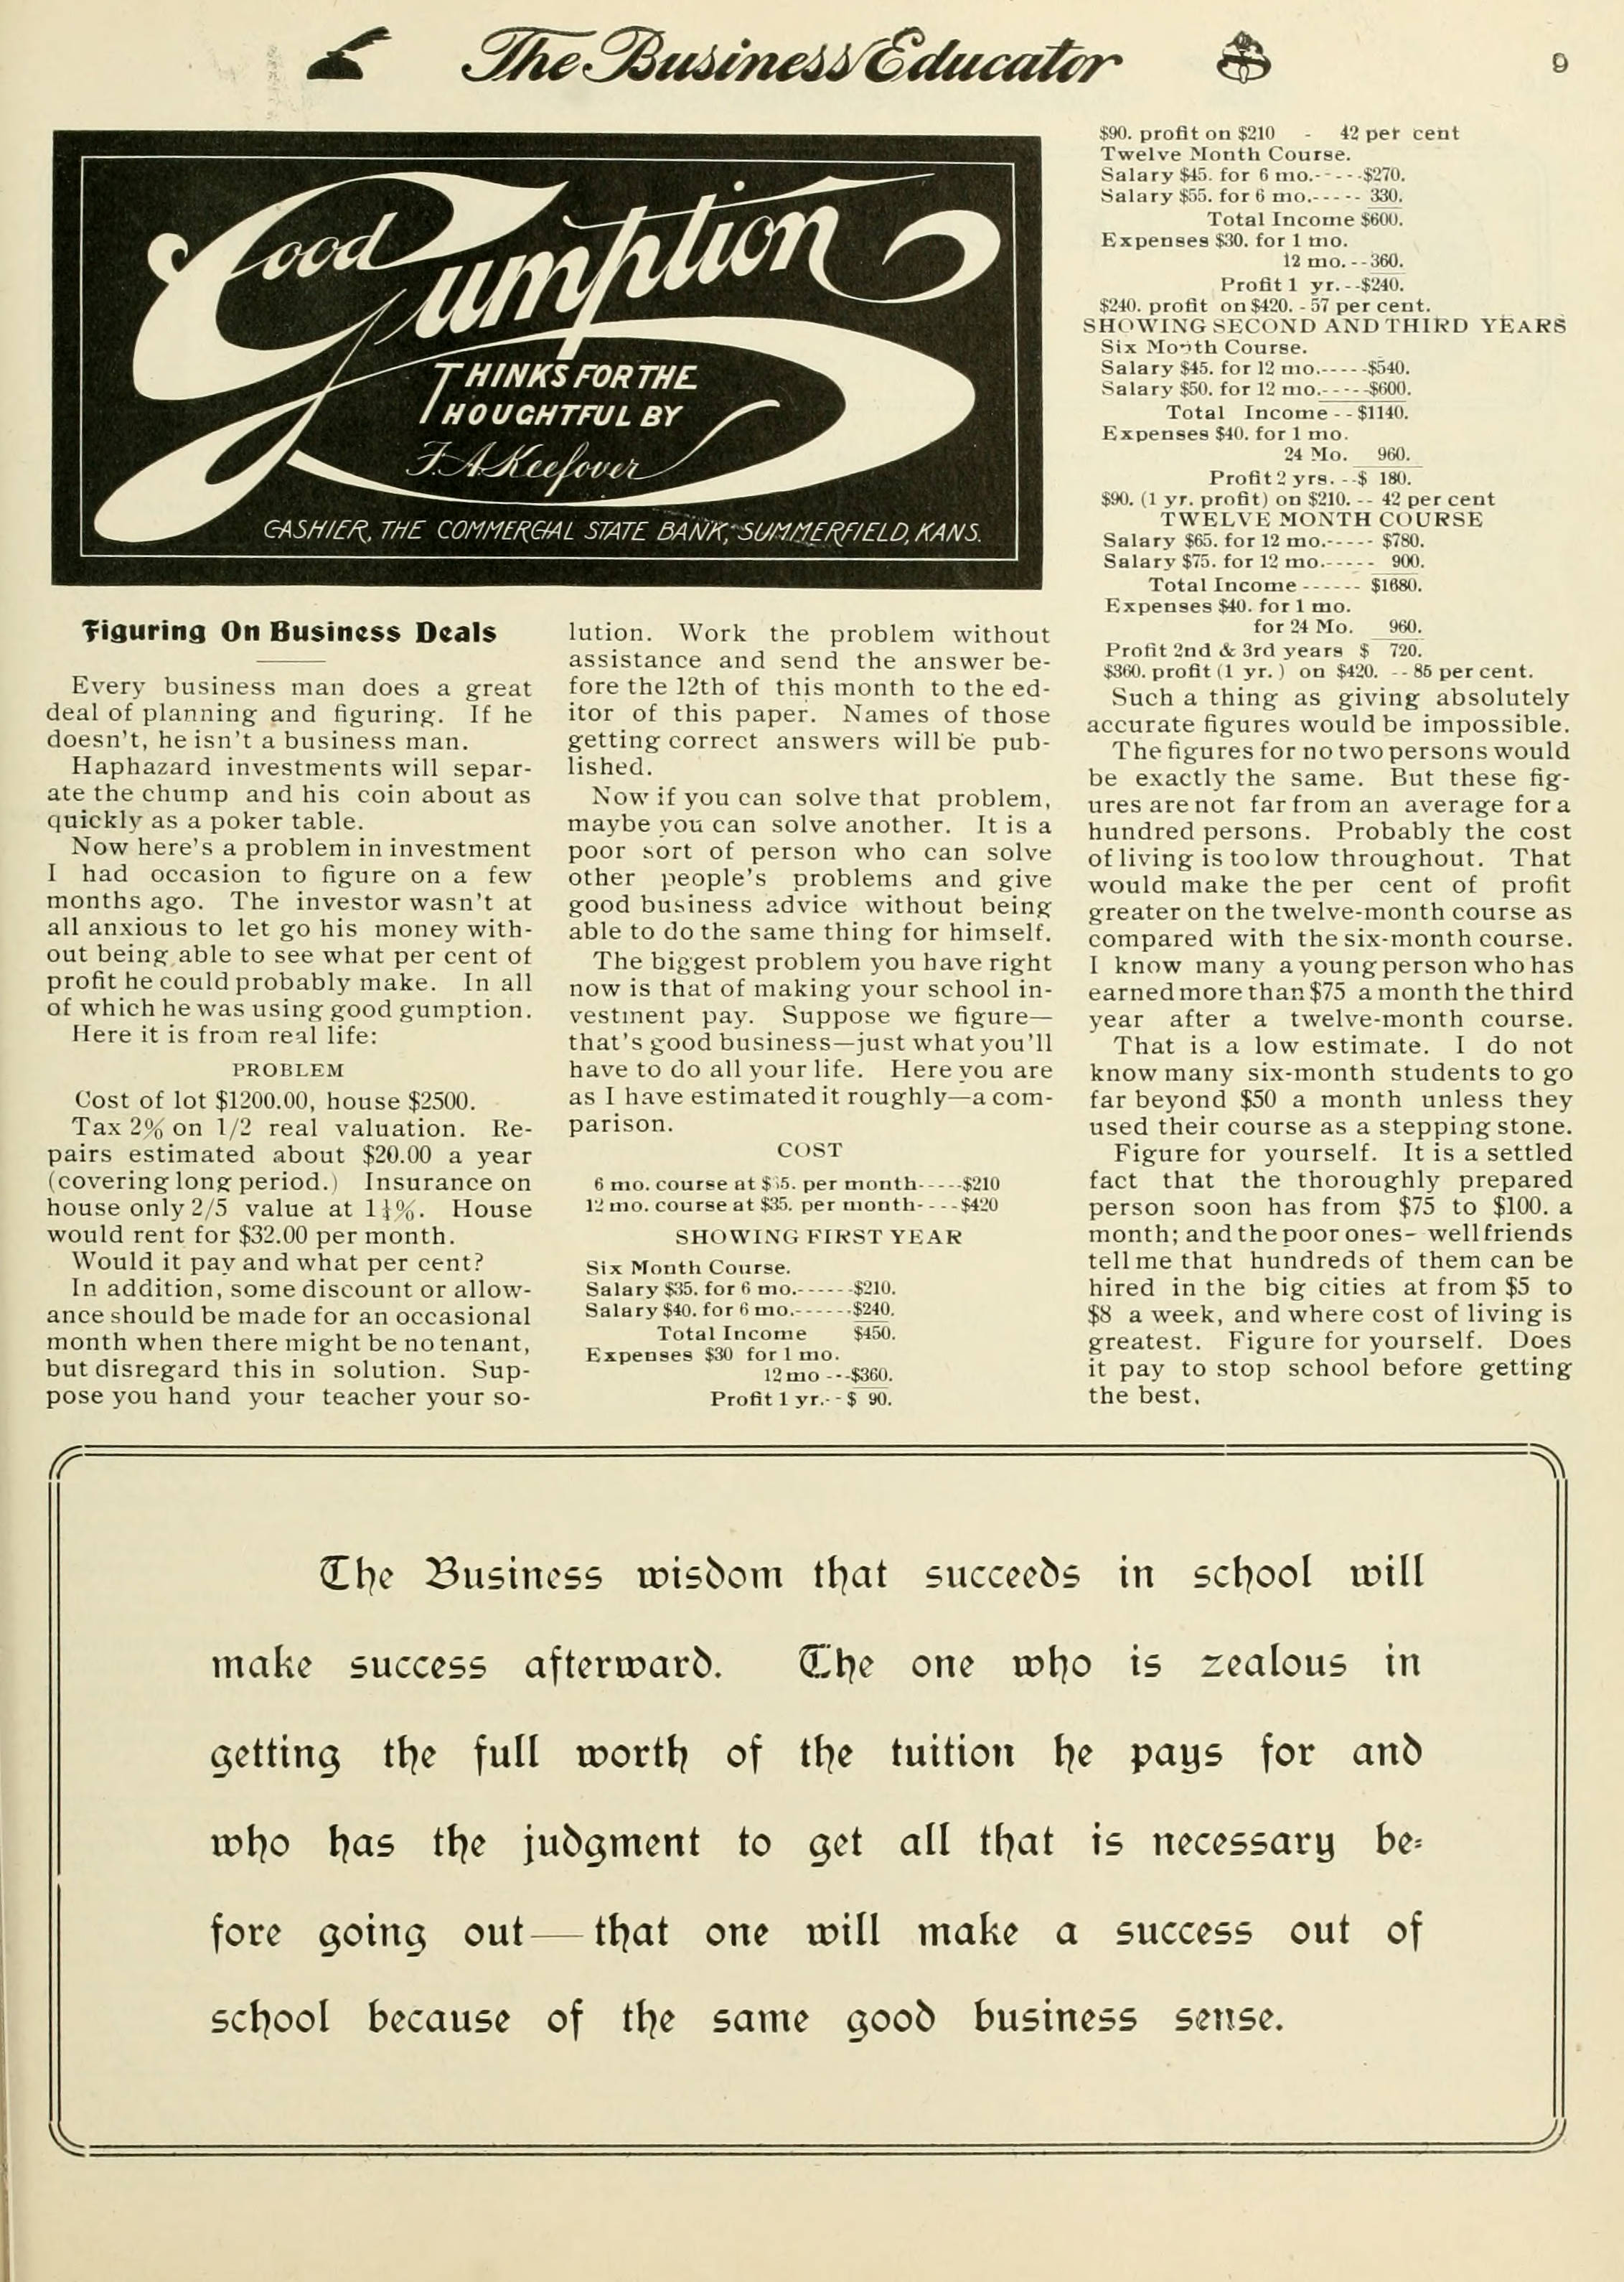 The Business Educator
9
Good Gumption
THINKS FOR THE
THOUGHTFUL BY
F. A. Keefover
CASHIER, THE COMMERCIAL STATE BANK, SUMMERFIELD, KANS.
Figuring On Business Deals
Every business man does a great
deal of planning and figuring. If he
doesn't, he isn't a business man.
Haphazard investments will separ-
ate the chump and his coin about as
quickly as a poker table.
Now here's a problem in investment
I had occasion to figure on a few
months ago. The investor wasn't at
all anxious to let go his money with-
out being able to see what per cent of
profit he could probably make. In all
of which he was using good gumption.
Here it is from real life:
PROBLEM
Cost of lot $1200.00, house $2500.
Tax 2% on 1/2 real valuation. Re-
pairs estimated about $20.00 a year
(covering long period.) Insurance on
house only 2/5 value at 1¼%. House
would rent for $32.00 per month.
Would it pay and what per cent?
In addition, some discount or allow-
ance should be made for an occasional
month when there might be no tenant,
but disregard this in solution. Sup-
pose you hand your teacher your so-
lution. Work the problem without
assistance and send the answer be-
fore the 12th of this month to the ed-
itor of this paper. Names of those
getting correct answers will be pub-
lished.
Now if you can solve that problem,
maybe you can solve another. It is a
poor sort of person who can solve
other people's problems and give
good business advice without being
able to do the same thing for himself.
The biggest problem you have right
now is that of making your school in-
vestment pay. Suppose we figure—
that's good business—just what you'll
have to do all your life. Here you are
as I have estimated it roughly—a com-
parison.
COST
6 mo. course at $35. per month-----$210
12 mo. course at $35. per month----$420
SHOWING FIRST YEAR
Six Month Course.
Salary $35. for 6 mo.------$210.
Salary $40. for 6 mo.------$240.
Total Income $450.
Expenses $30 for 1 mo.
12 mo ---$360.
Profit 1 yr.--$ 90.
$90. profit on $210 - 42 per cent
Twelve Month Course.
Salary $45. for 6 mo.-----$270.
Salary $55. for 6 mo.----- 330.
Total Income $600.
Expenses $30. for 1 mo.
12 mo. --360.
Profit 1 yr. --$240.
$240. profit on $420. - 57 per cent.
SHOWING SECOND AND THIRD YEARS
Six Month Course.
Salary $45. for 12 mo.-----$540.
Salary $50. for 12 mo.-----$600.
Total Income -- $1140.
Expenses $40. for 1 mo.
24 Mo. 960.
Profit 2 yrs. --$ 180.
$90. (1 yr. profit) on $210. -- 42 per cent
TWELVE MONTH COURSE
Salary $65. for 12 mo.----- $780.
Salary $75. for 12 mo.----- 900.
Total Income ------ $1680.
Expenses $40. for 1 mo.
for 24 Mo. 960.
Profit 2nd & 3rd years $ 720.
$360. profit (1 yr. ) on $420. -- 85 per cent.
Such a thing as giving absolutely
accurate figures would be impossible.
The figures for no two persons would
be exactly the same. But these fig-
ures are not far from an average for a
hundred persons. Probably the cost
of living is too low throughout. That
would make the per cent of profit
greater on the twelve-month course as
compared with the six-month course.
I know many a young person who has
earned more than $75 a month the third
year after a twelve-month course.
That is a low estimate. I do not
know many six-month students to go
far beyond $50 a month unless they
used their course as a stepping stone.
Figure for yourself. It is a settled
fact that the thoroughly prepared
person soon has from $75 to $100. a
month; and the poor ones- well friends
tell me that hundreds of them can be
hired in the big cities at from $5 to
$8 a week, and where cost of living is
greatest. Figure for yourself. Does
it pay to stop school before getting
the best.
The Business wisdom that succeeds in school will
make success afterward. The one who is zealous in
getting the full worth of the tuition he pays for and
who has the judgment to get all that is necessary be=
fore going out—that one will make a success out of
school because of the same good business sense.